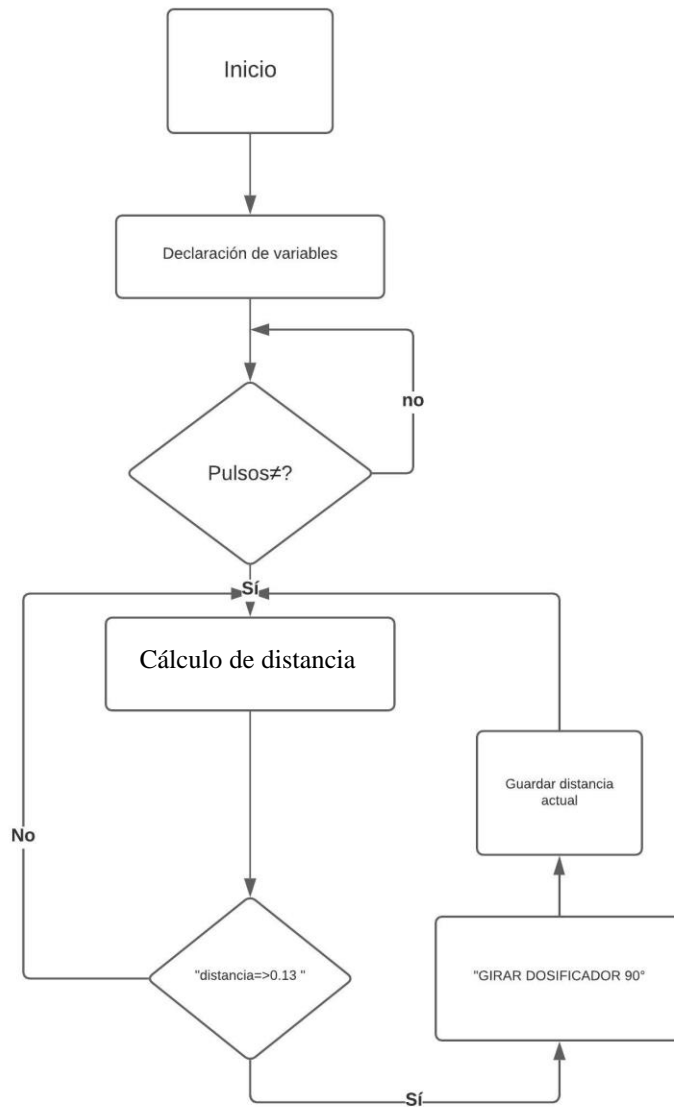 Inicio
Declaración de variables
no
Pulsos≠?
Sí
Cálculo de distancia
Guardar distancia
actual
No
"distancia=>0.13 "
"GIRAR DOSIFICADOR 90°
Sí